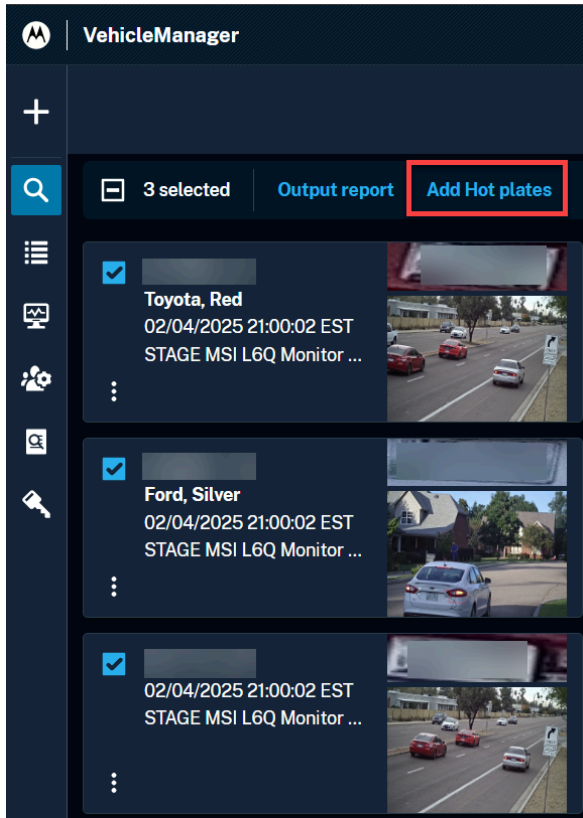 VehicleManager
3 selected
Output report
Add Hot plates
Toyota, Red
02/04/2025 21:00:02 EST
STAGE MSI L6Q Monitor ...
Ford, Silver
02/04/2025 21:00:02 EST
STAGE MSI L6Q Monitor ...
02/04/2025 21:00:02 EST
STAGE MSI L6Q Monitor ...